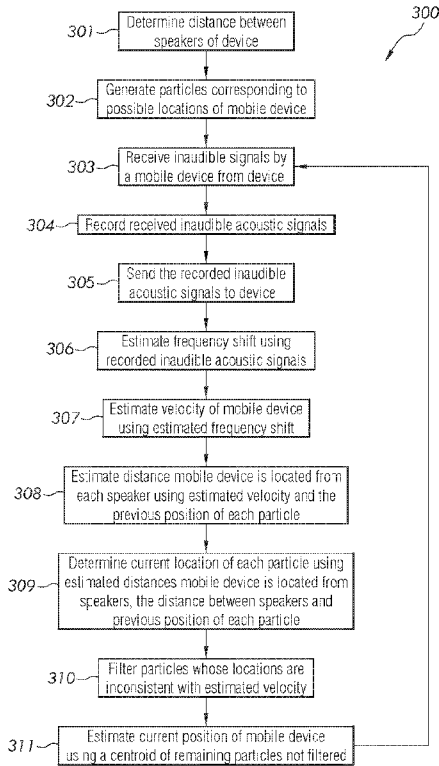 300
301
Determine distance between
speakers of device
302
Generate particles corresponding to
possible locations of mobile device
303
Receive inaudible signals by
a mobile device from device
304
Record received inaudible acoustic signals
305
Send the recorded inaudible
acoustic signals to device
306
Estimate frequency shift using
recorded inaudible acoustic signals
307
Estimate velocity of mobile device
using estimated frequency shift
308
Estimate distance mobile device is located from
each speaker using estimated velocity and the
previous position of each particle
309
Determine current location of each particle using
estimated distances mobile device is located from
speakers, the distance between speakers and
previous position of each particle
310
Filter particles whose locations are
inconsistent with estimated velocity
311
Estimate current position of mobile device
using a centroid of remaining particles not filtered